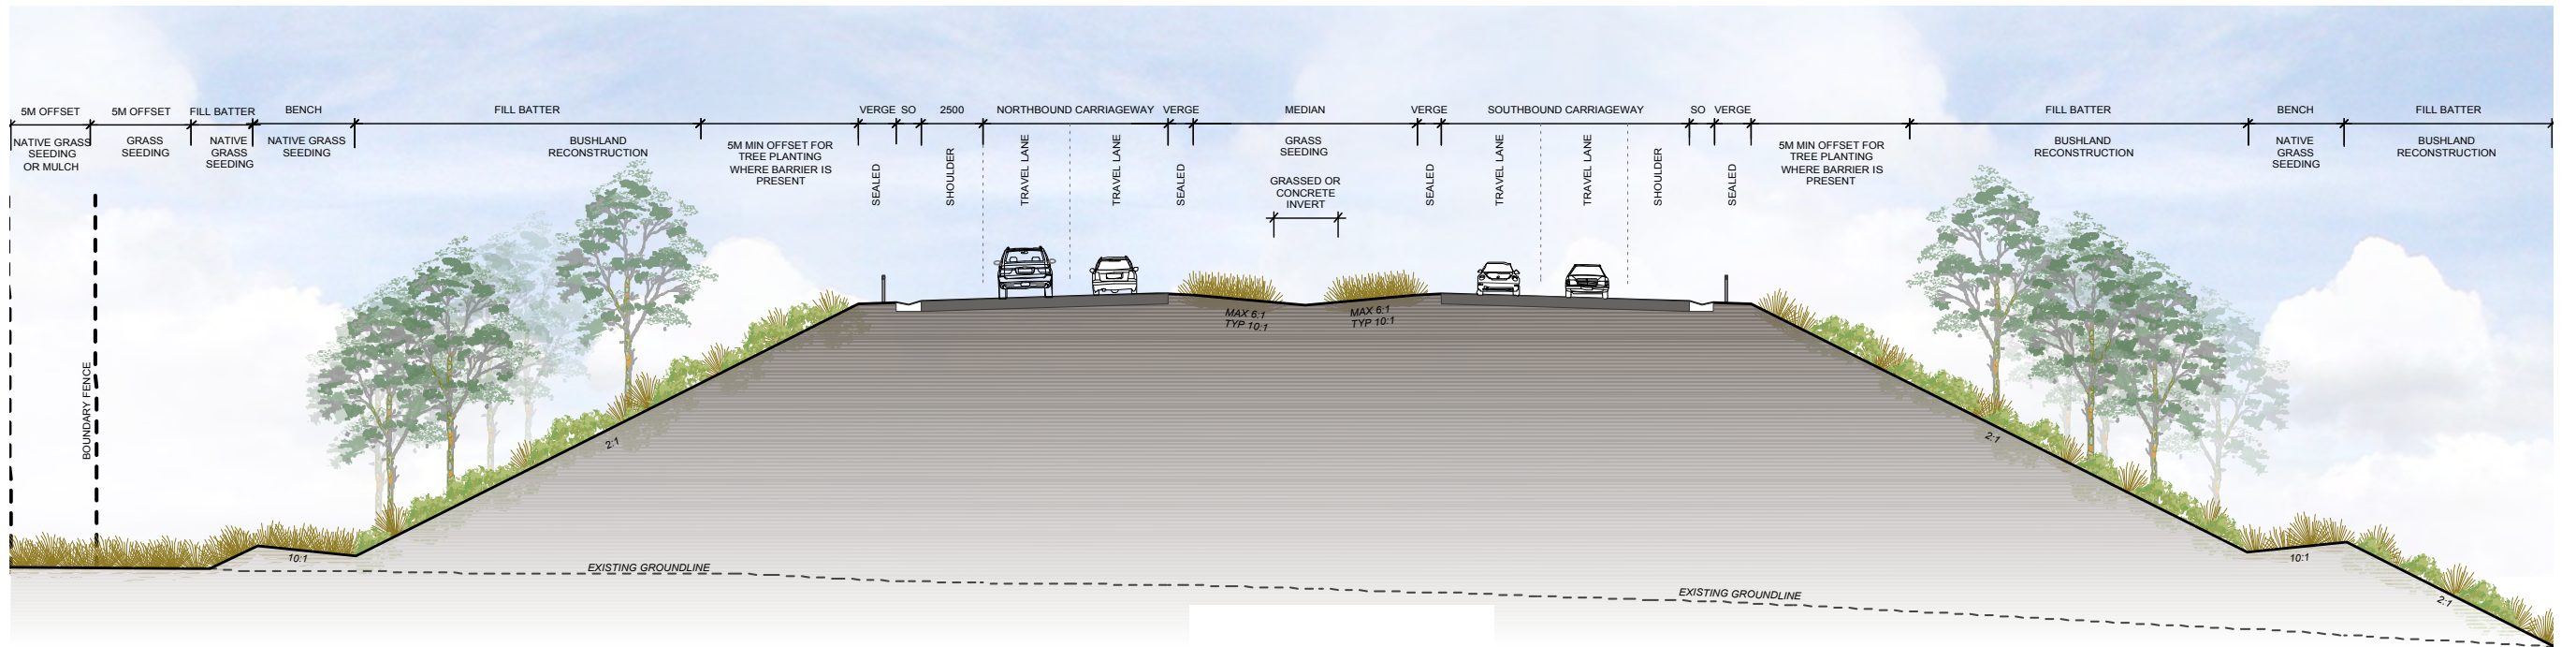 5M OFFSET
5M OFFSET
FILL BATTER
BENCH
FILL BATTER
VERGE
SO
2500
NORTHBOUND CARRIAGEWAY
VERGE
MEDIAN
VERGE
SOUTHBOUND CARRIAGEWAY
SO
VERGE
FILL BATTER
BENCH
FILL BATTER
NATIVE GRASS
SEEDING
OR MULCH
GRASS
SEEDING
NATIVE
GRASS
SEEDING
NATIVE GRASS
SEEDING
BUSHLAND
RECONSTRUCTION
5M MIN OFFSET FOR
TREE PLANTING
WHERE BARRIER IS
PRESENT
SEALED
SHOULDER
TRAVEL LANE
TRAVEL LANE
SEALED
GRASS
SEEDING
GRASSED OR
CONCRETE
INVERT
SEALED
TRAVEL LANE
TRAVEL LANE
SHOULDER
SEALED
5M MIN OFFSET FOR
TREE PLANTING
WHERE BARRIER IS
PRESENT
BUSHLAND
RECONSTRUCTION
NATIVE
GRASS
SEEDING
BUSHLAND
RECONSTRUCTION
MAX 6:1
TYP 10:1
MAX 6:1
TYP 10:1
BOUNDARY FENCE
2:1
2:1
10:1
10:1
EXISTING GROUNDLINE
EXISTING GROUNDLINE
2:1